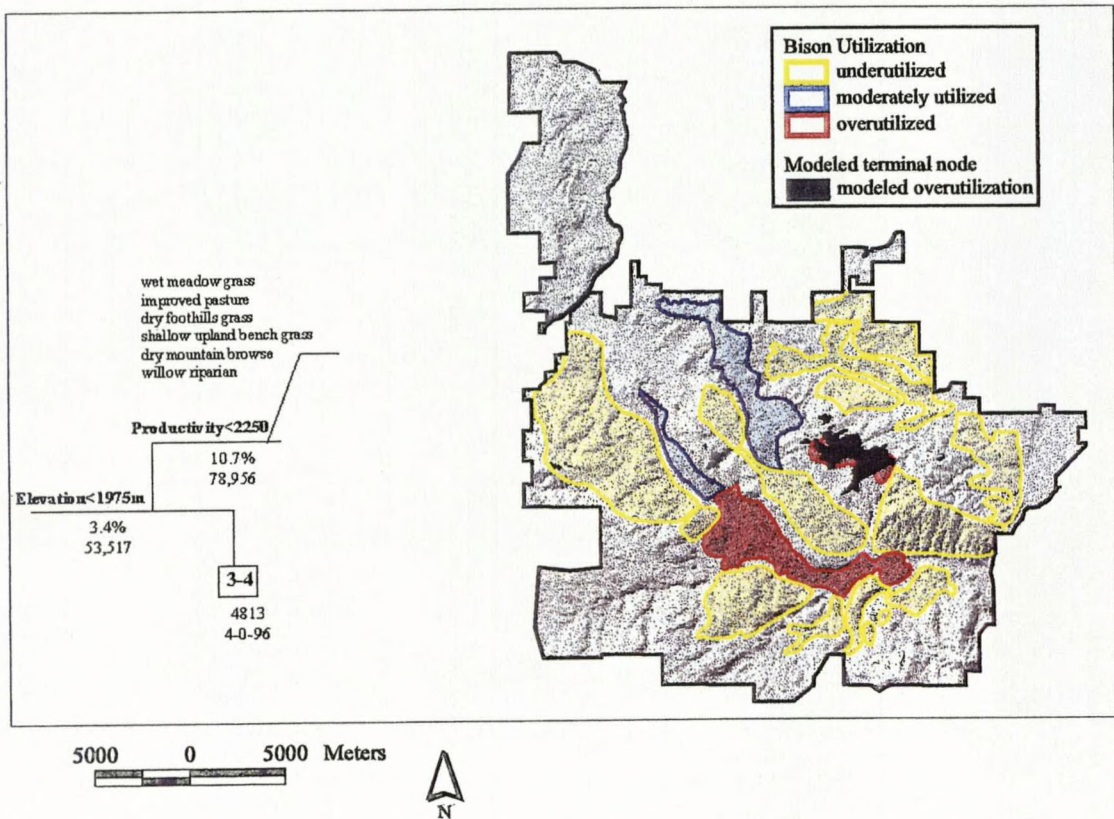 Bison Utilization
underutilized
moderately utilized
overutilized
Modeled terminal node
modeled overutilization
wet meadow grass
improved pasture
dry foothills grass
shallow upland bench grass
dry mountain browse
willow riparian
Productivity<2250
10.7%
78,956
Elevation<1975m
3.4%
53,517
3-4
4813
4-0-96
5000 0 5000 Meters
N